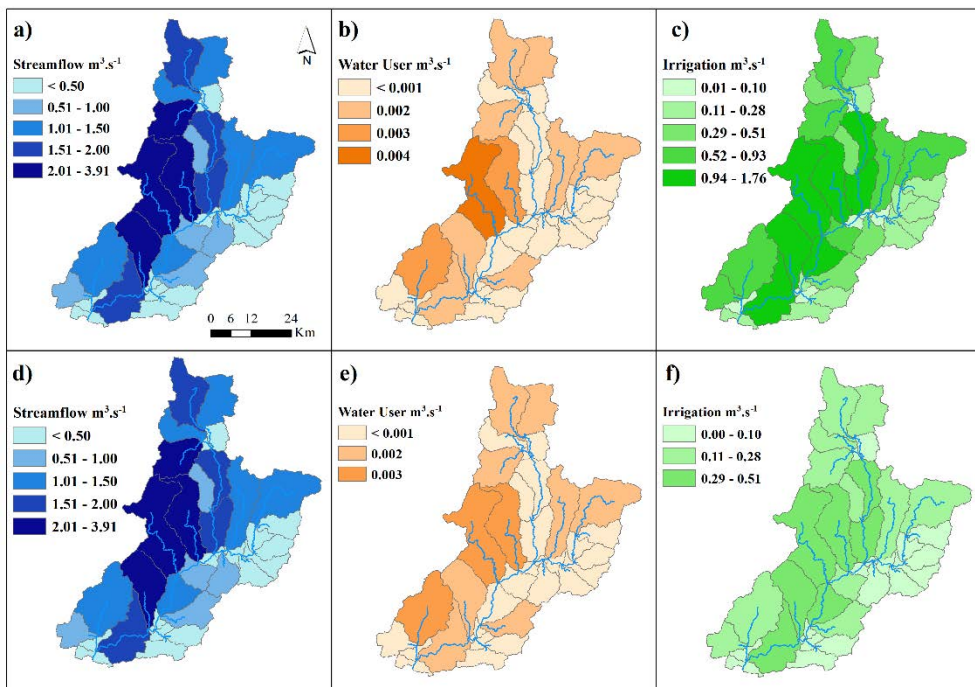 a)
N
Streamflow m³.s⁻¹
< 0.50
0.51 - 1.00
1.01 - 1.50
1.51 - 2.00
2.01 - 3.91
0 6 12 24
Km
b)
Water User m³.s⁻¹
< 0.001
0.002
0.003
0.004
c)
Irrigation m³.s⁻¹
0.01 - 0.10
0.11 - 0.28
0.29 - 0.51
0.52 - 0.93
0.94 - 1.76
d)
Streamflow m³.s⁻¹
< 0.50
0.51 - 1.00
1.01 - 1.50
1.51 - 2.00
2.01 - 3.91
e)
Water User m³.s⁻¹
< 0.001
0.002
0.003
f)
Irrigation m³.s⁻¹
0.00 - 0.10
0.11 - 0.28
0.29 - 0.51